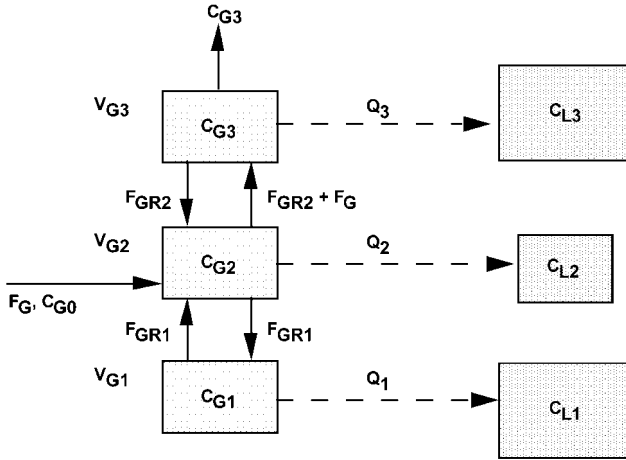 C_G3
V_G3
C_G3
Q_3
C_L3
F_GR2
F_GR2 + F_G
V_G2
C_G2
Q_2
C_L2
F_G, C_G0
F_GR1
F_GR1
V_G1
C_G1
Q_1
C_L1